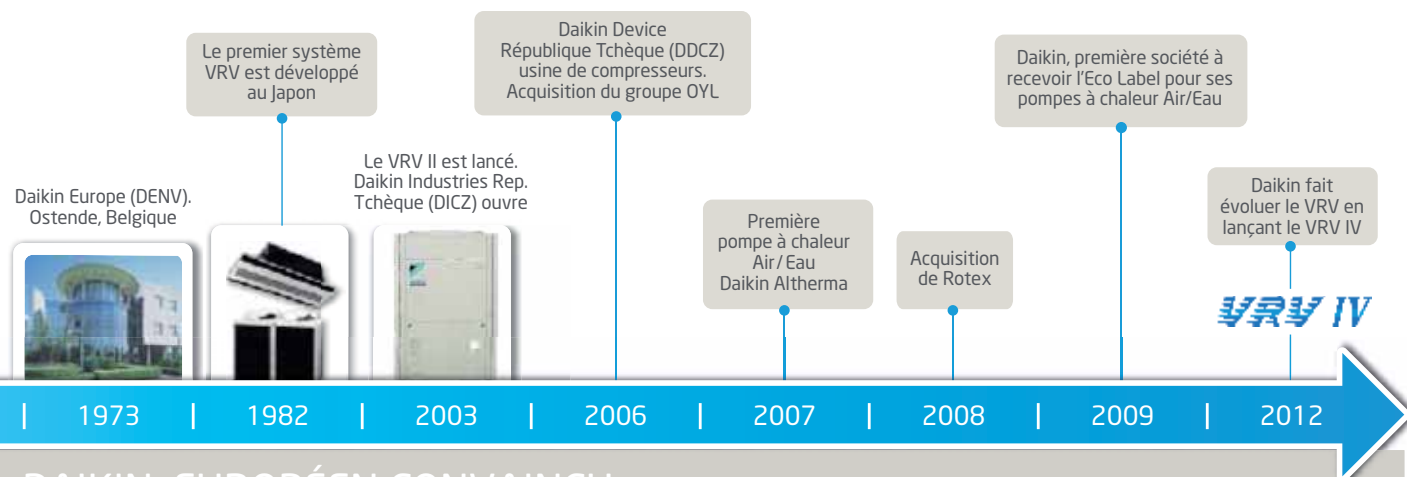 Daikin Europe (DENV).
Ostende, Belgique
Le premier système
VRV est développé
au Japon
Le VRV II est lancé.
Daikin Industries Rep.
Tchèque (DICZ) ouvre
Daikin Device
République Tchèque (DDCZ)
usine de compresseurs.
Acquisition du groupe OYL
Première
pompe à chaleur
Air/Eau
Daikin Altherma
Acquisition
de Rotex
Daikin, première société à
recevoir l'Eco Label pour ses
pompes à chaleur Air/Eau
Daikin fait
évoluer le VRV en
lançant le VRV IV
VRV IV
| 1973 | 1982 | 2003 | 2006 | 2007 | 2008 | 2009 | 2012
DAIKIN, EUROPÉEN CONVAINCU